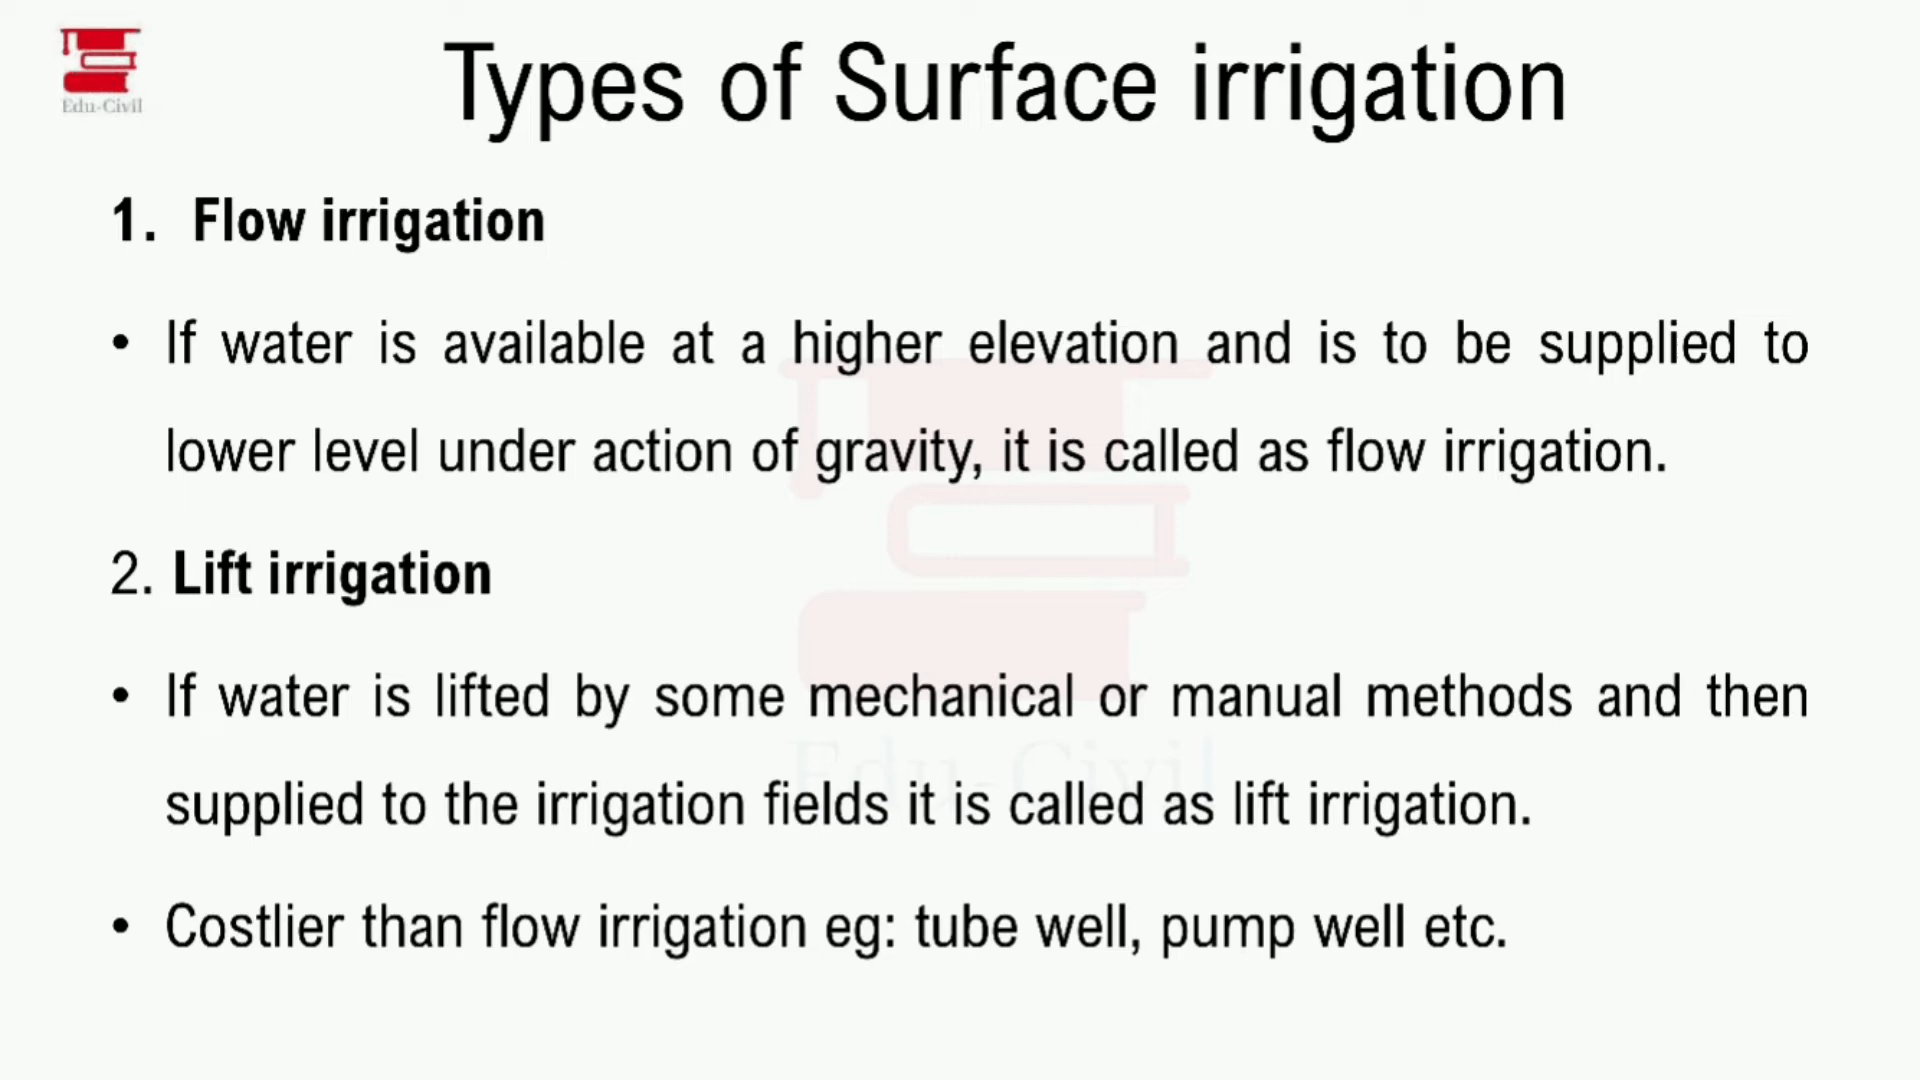 Edu-Civil
Types of Surface irrigation
1. Flow irrigation
• If water is available at a higher elevation and is to be supplied to
lower level under action of gravity, it is called as flow irrigation.
2. Lift irrigation
• If water is lifted by some mechanical or manual methods and then
supplied to the irrigation fields it is called as lift irrigation.
• Costlier than flow irrigation eg: tube well, pump well etc.
Edu-Civil